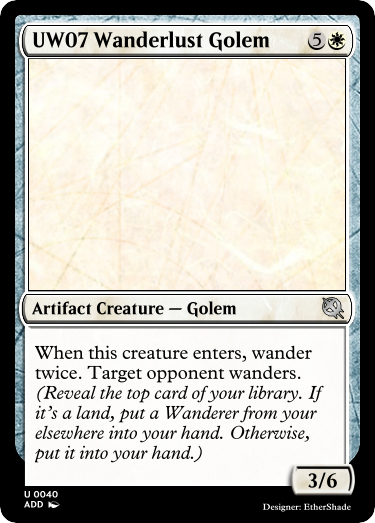 UW07 Wanderlust Golem 5
Artifact Creature — Golem
When this creature enters, wander
twice. Target opponent wanders.
(Reveal the top card of your library. If
it's a land, put a Wanderer from your
elsewhere into your hand. Otherwise,
put it into your hand.)
3/6
U 0040
ADD
Designer: EtherShade